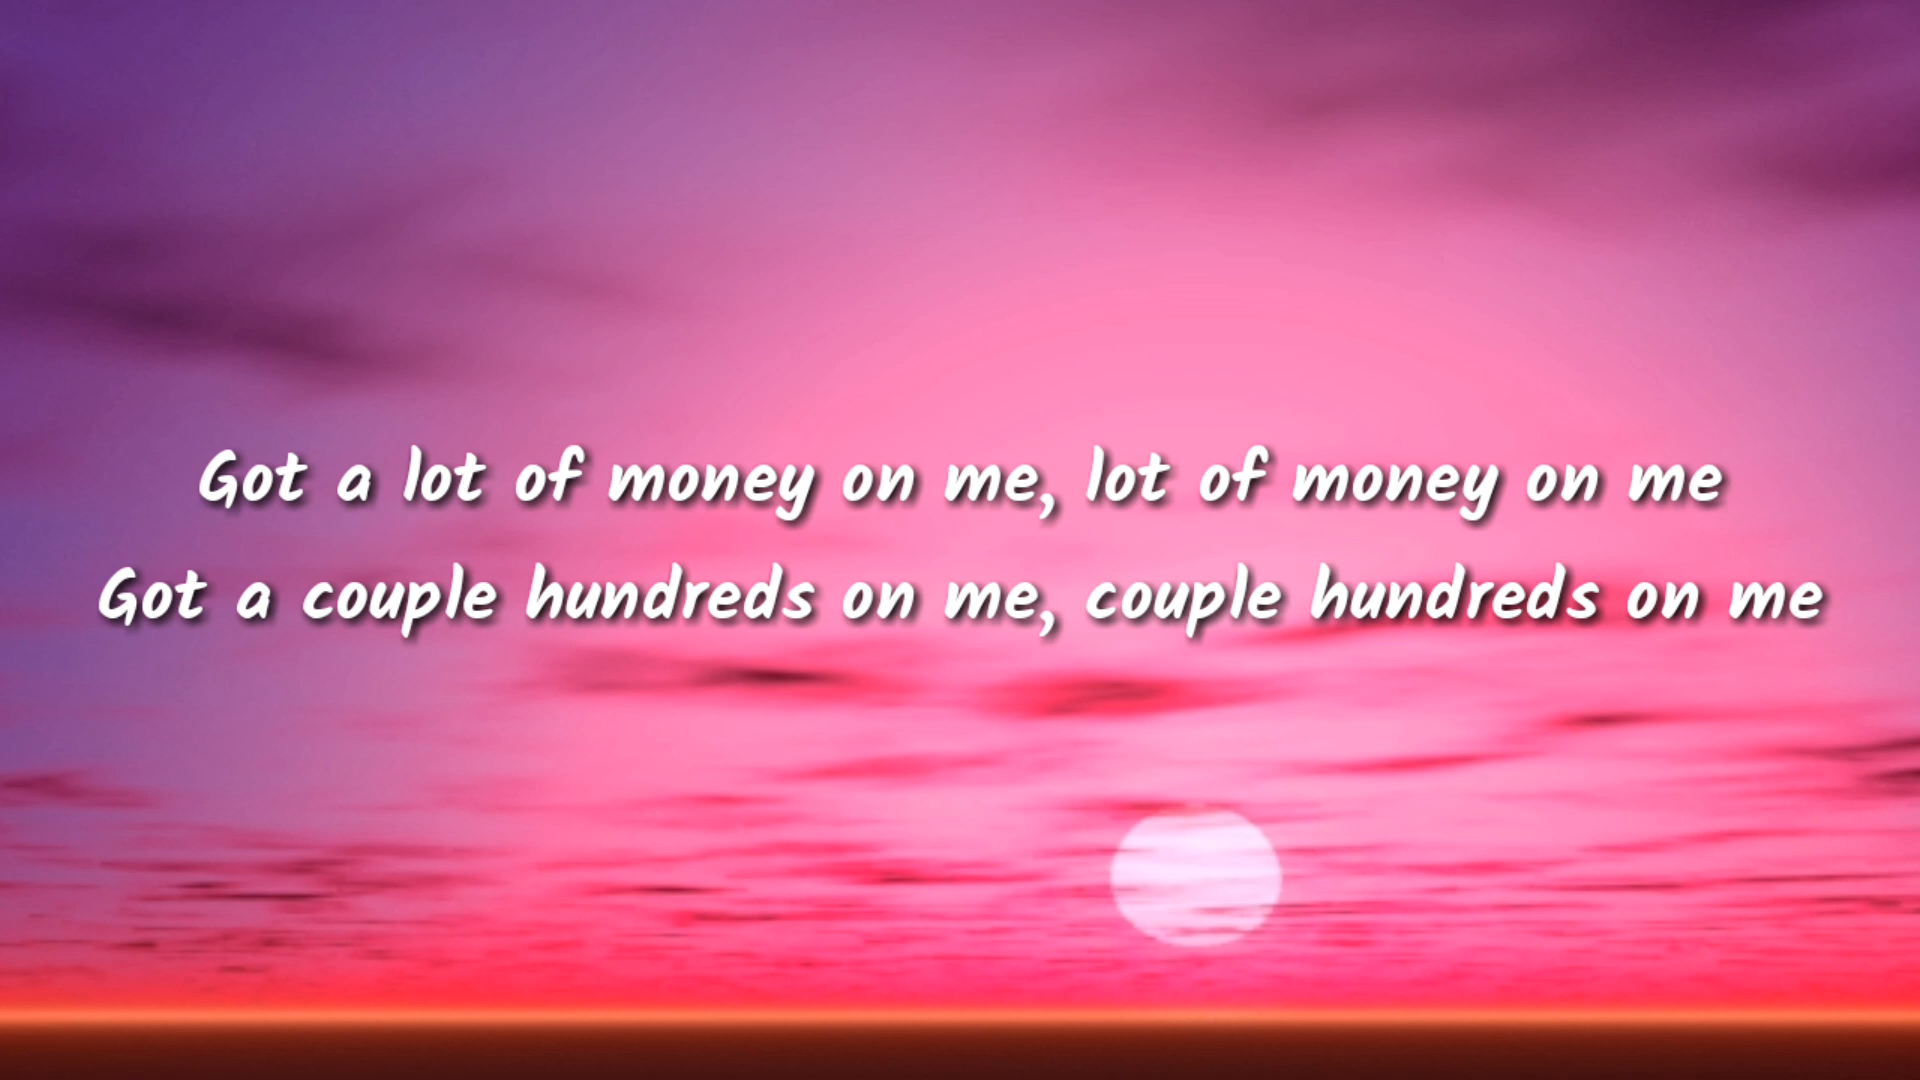 Got a lot of money on me, lot of money on me
Got a couple hundreds on me, couple hundreds on me